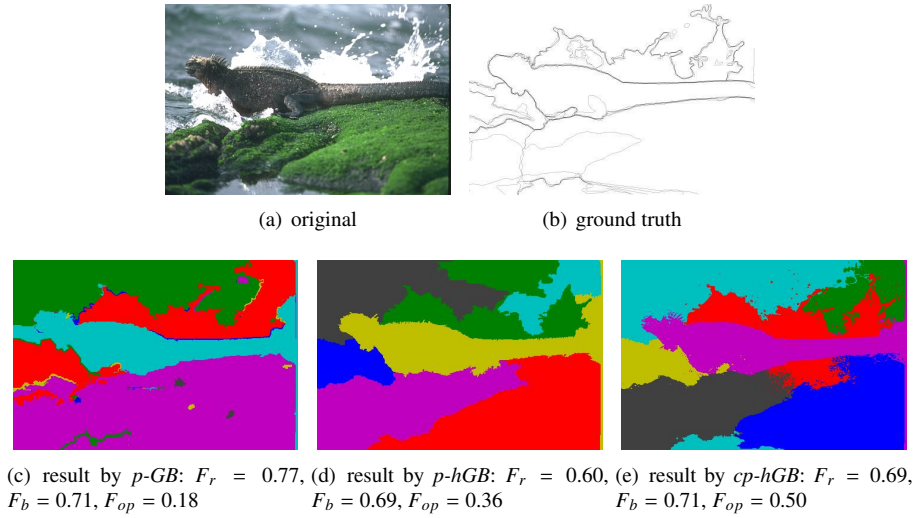 (a) original
(b) ground truth
(c) result by p-GB: F_r = 0.77,
F_b = 0.71, F_op = 0.18
(d) result by p-hGB: F_r = 0.60,
F_b = 0.69, F_op = 0.36
(e) result by cp-hGB: F_r = 0.69,
F_b = 0.71, F_op = 0.50